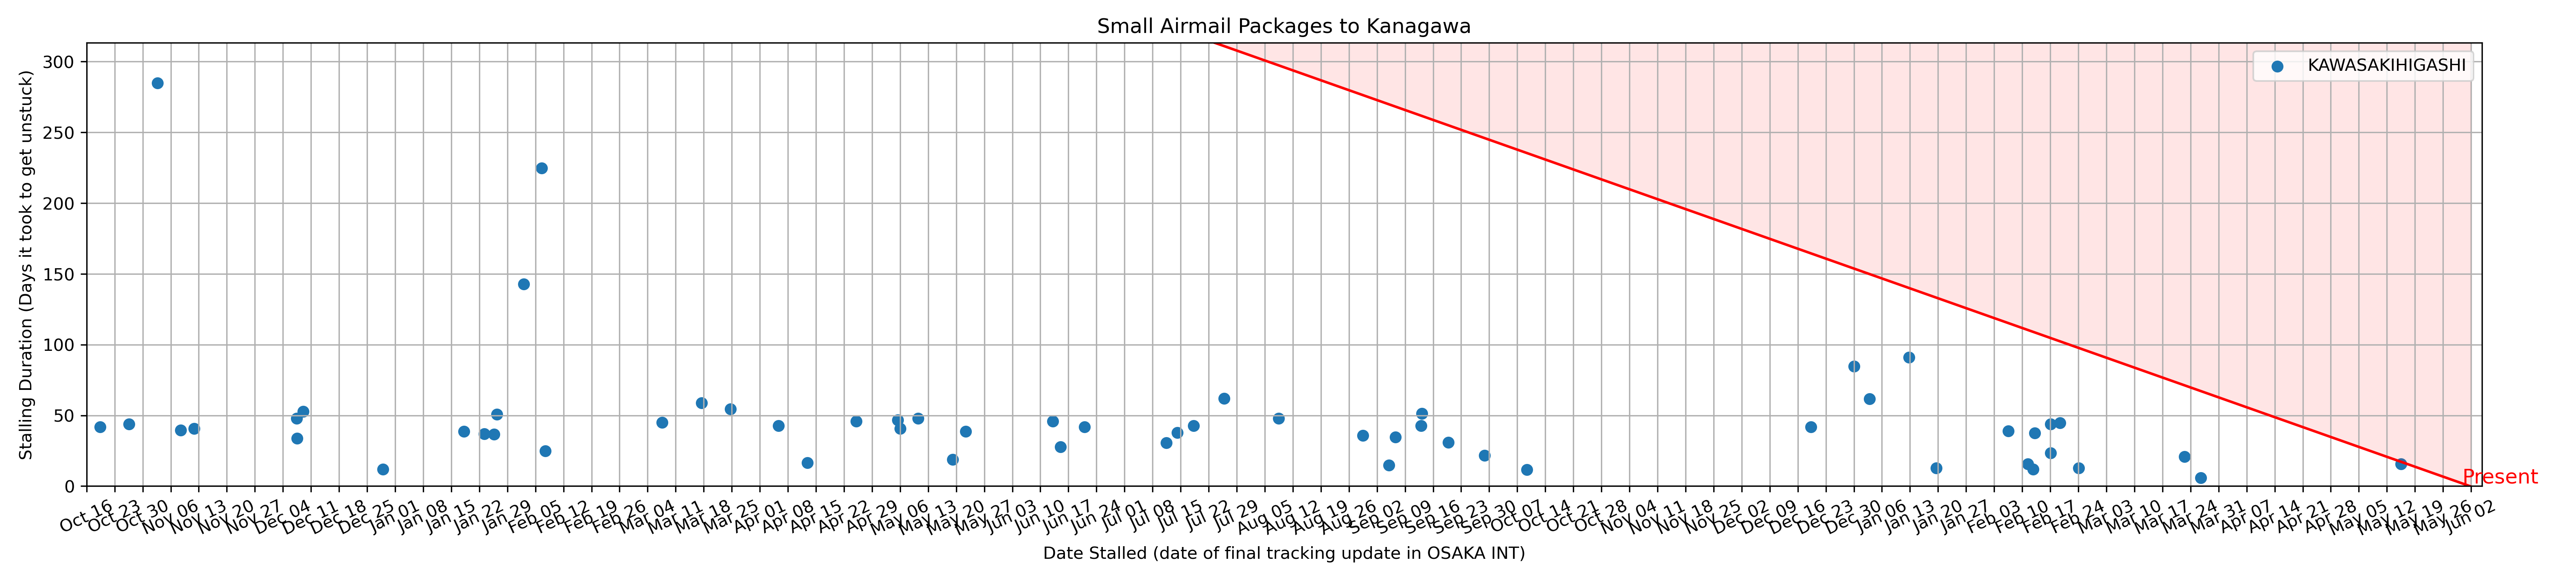 Small Airmail Packages to Kanagawa
Stalling Duration (Days it took to get unstuck)
300
250
200
150
100
50
0
KAWASAKIHIGASHI
Present
Oct 16
Oct 23
Oct 30
Nov 06
Nov 13
Nov 20
Nov 27
Dec 04
Dec 11
Dec 18
Dec 25
Jan 01
Jan 08
Jan 15
Jan 22
Jan 29
Feb 05
Feb 12
Feb 19
Feb 26
Mar 04
Mar 11
Mar 18
Mar 25
Apr 01
Apr 08
Apr 15
Apr 22
Apr 29
May 06
May 13
May 20
May 27
Jun 03
Jun 10
Jun 17
Jun 24
Jul 01
Jul 08
Jul 15
Jul 22
Jul 29
Aug 05
Aug 12
Aug 19
Aug 26
Sep 02
Sep 09
Sep 16
Sep 23
Sep 30
Oct 07
Oct 14
Oct 21
Oct 28
Nov 04
Nov 11
Nov 18
Nov 25
Dec 02
Dec 09
Dec 16
Dec 23
Dec 30
Jan 06
Jan 13
Jan 20
Jan 27
Feb 03
Feb 10
Feb 17
Feb 24
Mar 03
Mar 10
Mar 17
Mar 24
Mar 31
Apr 07
Apr 14
Apr 21
Apr 28
May 05
May 12
May 19
May 26
Jun 02
Date Stalled (date of final tracking update in OSAKA INT)